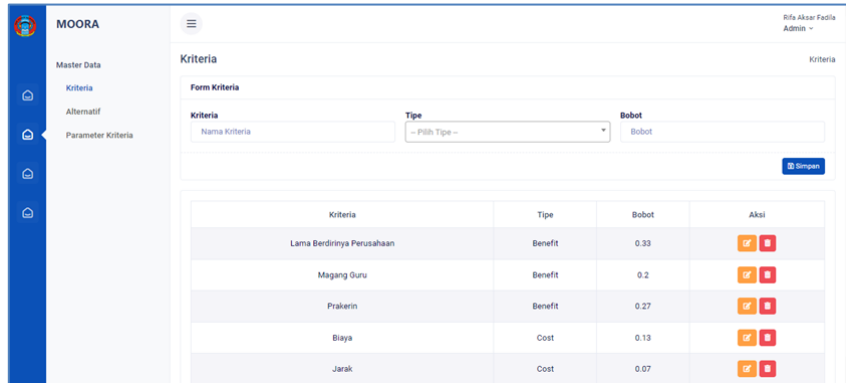 MOORA
Rifa Aksar Fadila
Admin
Master Data
Kriteria
Alternatif
Parameter Kriteria
Kriteria
Kriteria
Form Kriteria
Kriteria Tipe Bobot
Nama Kriteria -- Pilih Tipe -- Bobot
Simpan
Kriteria Tipe Bobot Aksi
Lama Berdirinya Perusahaan Benefit 0.33
Magang Guru Benefit 0.2
Prakerin Benefit 0.27
Biaya Cost 0.13
Jarak Cost 0.07